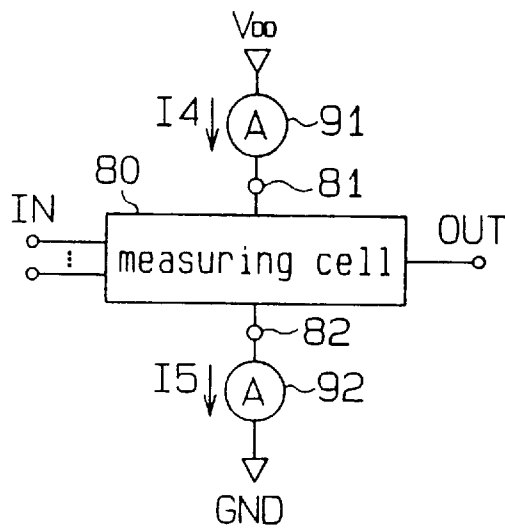 VDD
I4
A
91
80
81
IN
measuring cell
OUT
82
I5
A
92
GND